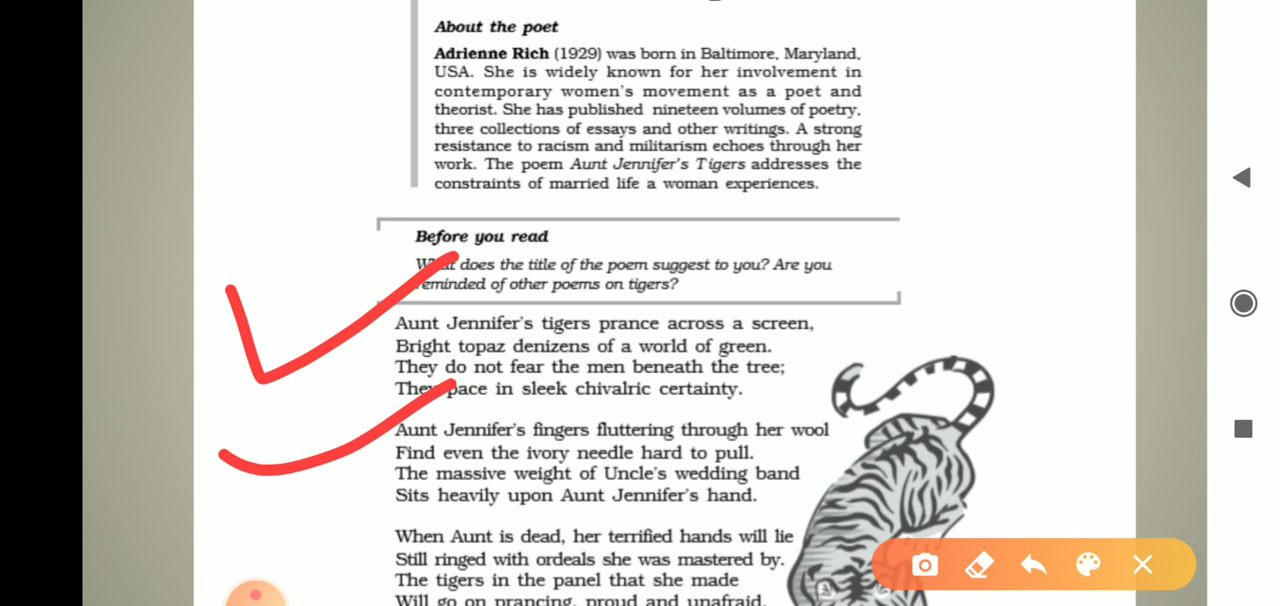 About the poet
Adrienne Rich (1929) was born in Baltimore, Maryland,
USA. She is widely known for her involvement in
contemporary women's movement as a poet and
theorist. She has published nineteen volumes of poetry,
three collections of essays and other writings. A strong
resistance to racism and militarism echoes through her
work. The poem Aunt Jennifer's Tigers addresses the
constraints of married life a woman experiences.
Before you read
What does the title of the poem suggest to you? Are you
reminded of other poems on tigers?
Aunt Jennifer's tigers prance across a screen,
Bright topaz denizens of a world of green.
They do not fear the men beneath the tree;
They pace in sleek chivalric certainty.
Aunt Jennifer's fingers fluttering through her wool
Find even the ivory needle hard to pull.
The massive weight of Uncle's wedding band
Sits heavily upon Aunt Jennifer's hand.
When Aunt is dead, her terrified hands will lie
Still ringed with ordeals she was mastered by.
The tigers in the panel that she made
Will go on prancing, proud and unafraid.